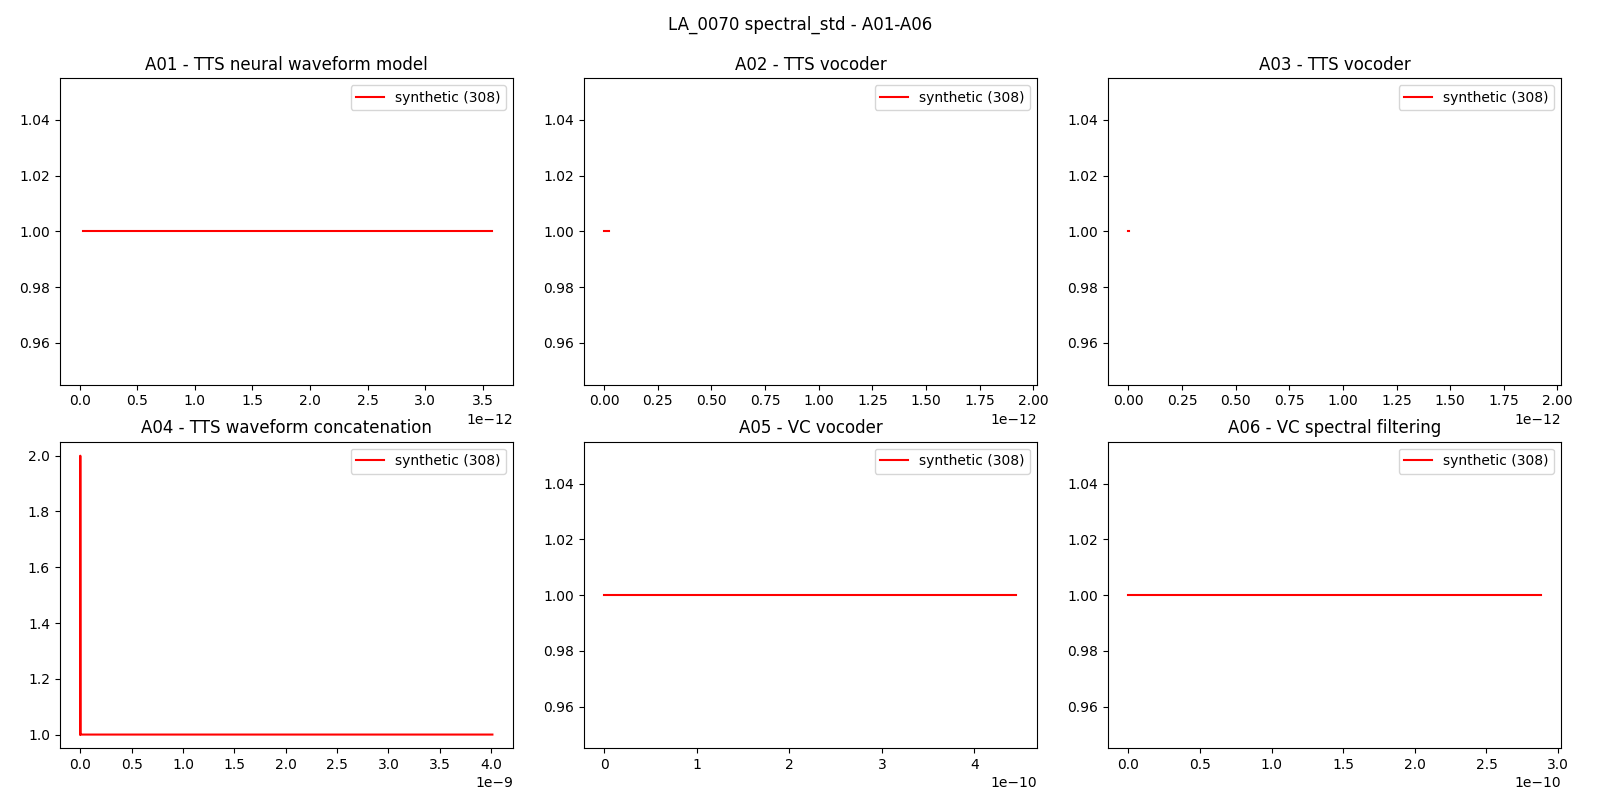 LA_0070 spectral_std - A01-A06
A01 - TTS neural waveform model
synthetic (308)
1.04
1.02
1.00
0.98
0.96
0.0 0.5 1.0 1.5 2.0 2.5 3.0 3.5
1e−12
A02 - TTS vocoder
synthetic (308)
1.04
1.02
1.00
0.98
0.96
0.00 0.25 0.50 0.75 1.00 1.25 1.50 1.75 2.00
1e−12
A03 - TTS vocoder
synthetic (308)
1.04
1.02
1.00
0.98
0.96
0.00 0.25 0.50 0.75 1.00 1.25 1.50 1.75 2.00
1e−12
A04 - TTS waveform concatenation
synthetic (308)
2.0
1.8
1.6
1.4
1.2
1.0
0.0 0.5 1.0 1.5 2.0 2.5 3.0 3.5 4.0
1e−9
A05 - VC vocoder
synthetic (308)
1.04
1.02
1.00
0.98
0.96
0 1 2 3 4
1e−10
A06 - VC spectral filtering
synthetic (308)
1.04
1.02
1.00
0.98
0.96
0.0 0.5 1.0 1.5 2.0 2.5 3.0
1e−10